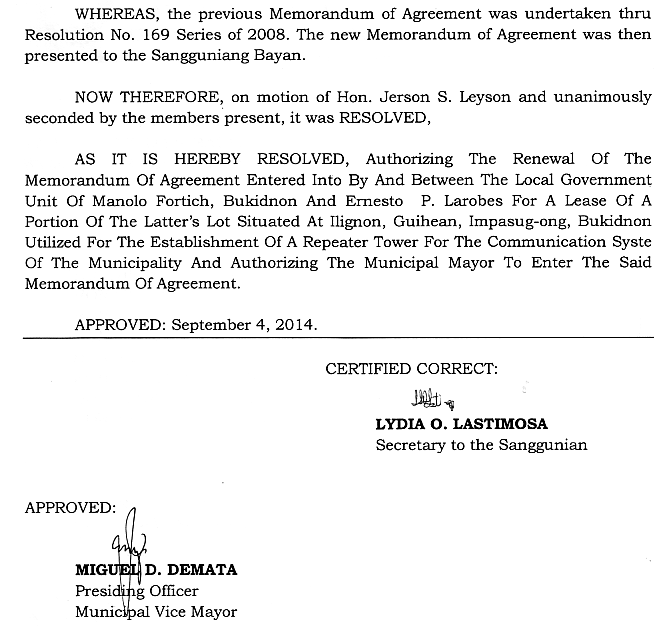 WHEREAS, the previous Memorandum of Agreement was undertaken thru
Resolution No. 169 Series of 2008. The new Memorandum of Agreement was then
presented to the Sangguniang Bayan.
NOW THEREFORE, on motion of Hon. Jerson S. Leyson and unanimously
seconded by the members present, it was RESOLVED,
AS IT IS HEREBY RESOLVED, Authorizing The Renewal Of The
Memorandum Of Agreement Entered Into By And Between The Local Government
Unit Of Manolo Fortich, Bukidnon And Ernesto P. Larobes For A Lease Of A
Portion Of The Latter's Lot Situated At Ilignon, Guihean, Impasug-ong, Bukidnon
Utilized For The Establishment Of A Repeater Tower For The Communication Syste
Of The Municipality And Authorizing The Municipal Mayor To Enter The Said
Memorandum Of Agreement.
APPROVED: September 4, 2014.
CERTIFIED CORRECT:
LYDIA O. LASTIMOSA
Secretary to the Sanggunian
APPROVED:
MIGUEL D. DEMATA
Presiding Officer
Municipal Vice Mayor